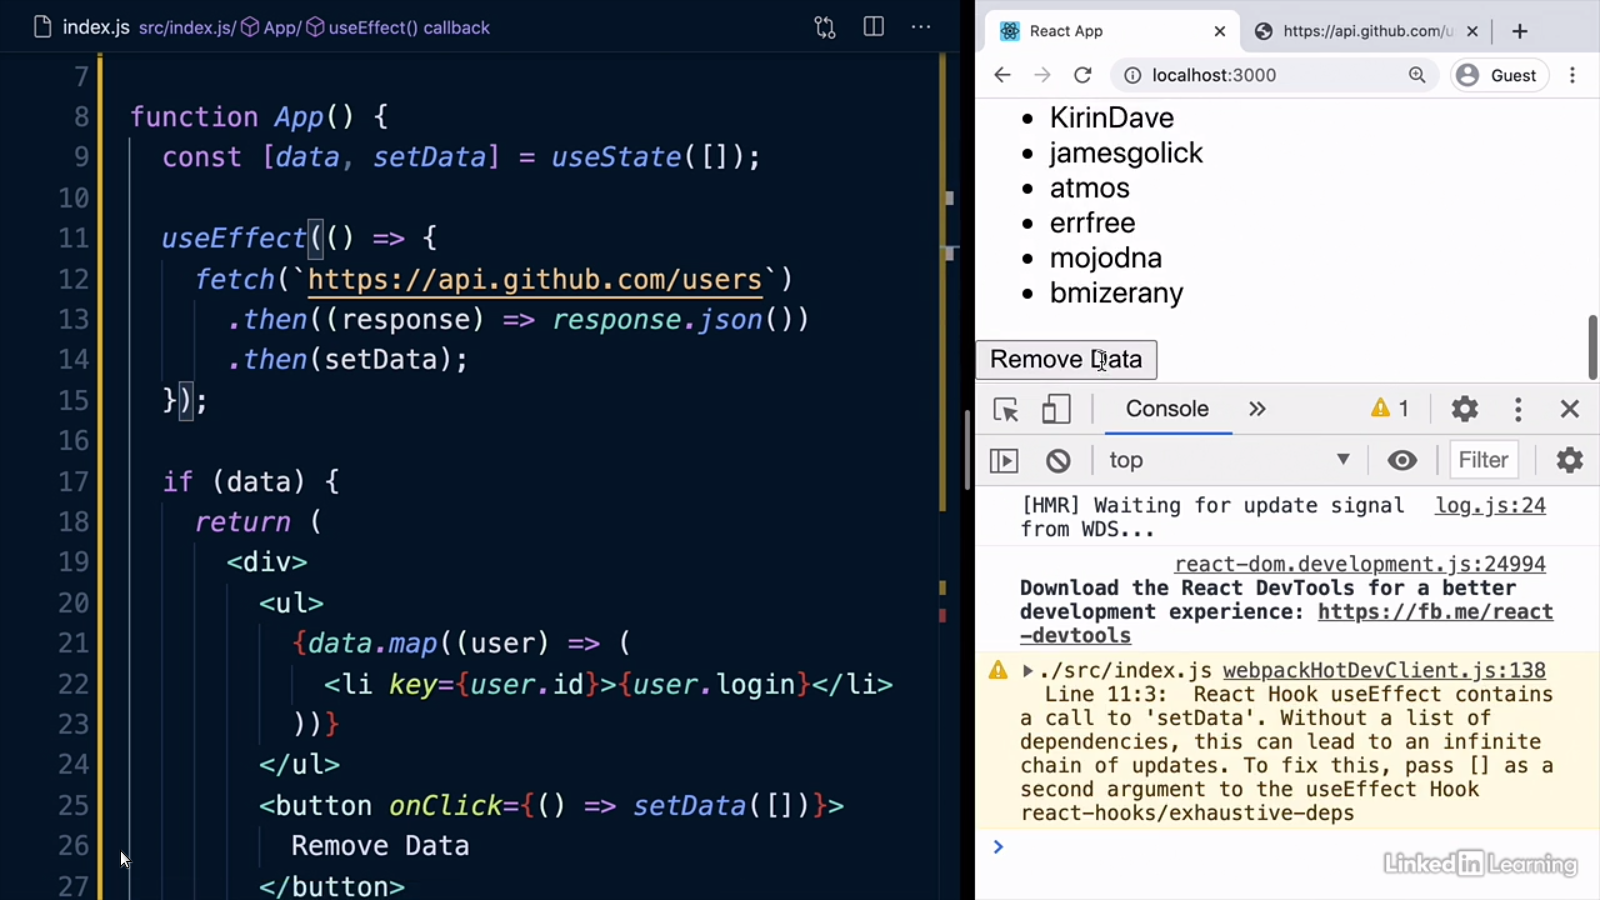 index.js src/index.js/ App/ useEffect() callback
7
8 function App() {
9 const [data, setData] = useState([]);
10
11 useEffect(() => {
12 fetch(`https://api.github.com/users`)
13 .then((response) => response.json())
14 .then(setData);
15 });
16
17 if (data) {
18 return (
19 <div>
20 <ul>
21 {data.map((user) => (
22 <li key={user.id}>{user.login}</li>
23 ))}
24 </ul>
25 <button onClick={() => setData([])}>
26 Remove Data
27 </button>
React App
https://api.github.com/u
localhost:3000
Guest
• KirinDave
• jamesgolick
• atmos
• errfree
• mojodna
• bmizerany
Remove Data
Console
1
top
Filter
[HMR] Waiting for update signal log.js:24
from WDS...
react-dom.development.js:24994
Download the React DevTools for a better
development experience: https://fb.me/react
-devtools
./src/index.js webpackHotDevClient.js:138
Line 11:3: React Hook useEffect contains
a call to 'setData'. Without a list of
dependencies, this can lead to an infinite
chain of updates. To fix this, pass [] as a
second argument to the useEffect Hook
react-hooks/exhaustive-deps
LinkedIn Learning